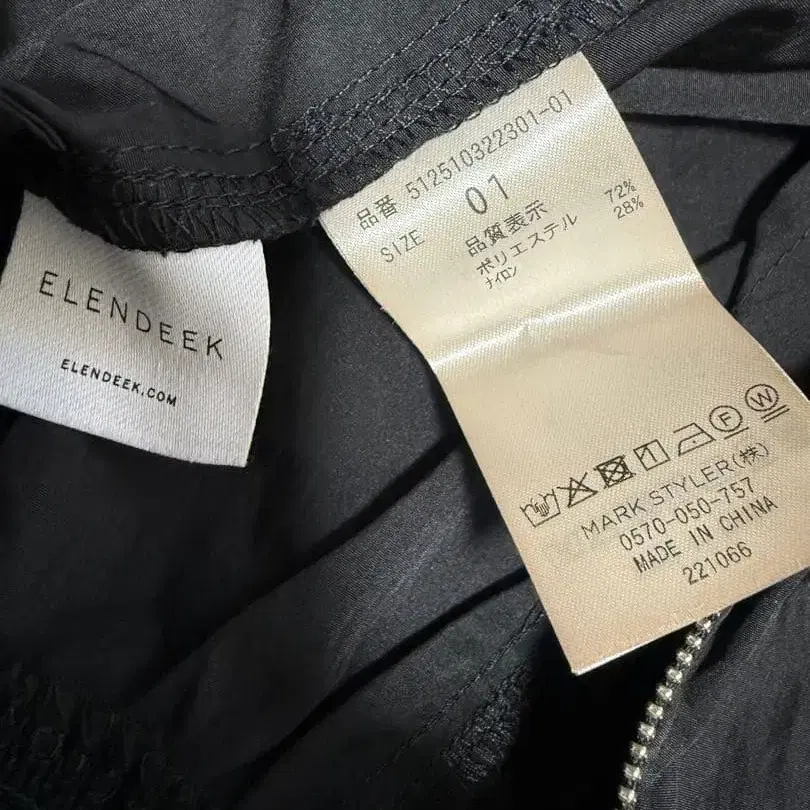 ELENDEEK
ELENDEEK.COM
品番 512510322301-01
SIZE 01
品質表示
ポリエステル 72%
ナイロン 28%
F W
MARK STYLER(株)
0570-050-757
MADE IN CHINA
221066